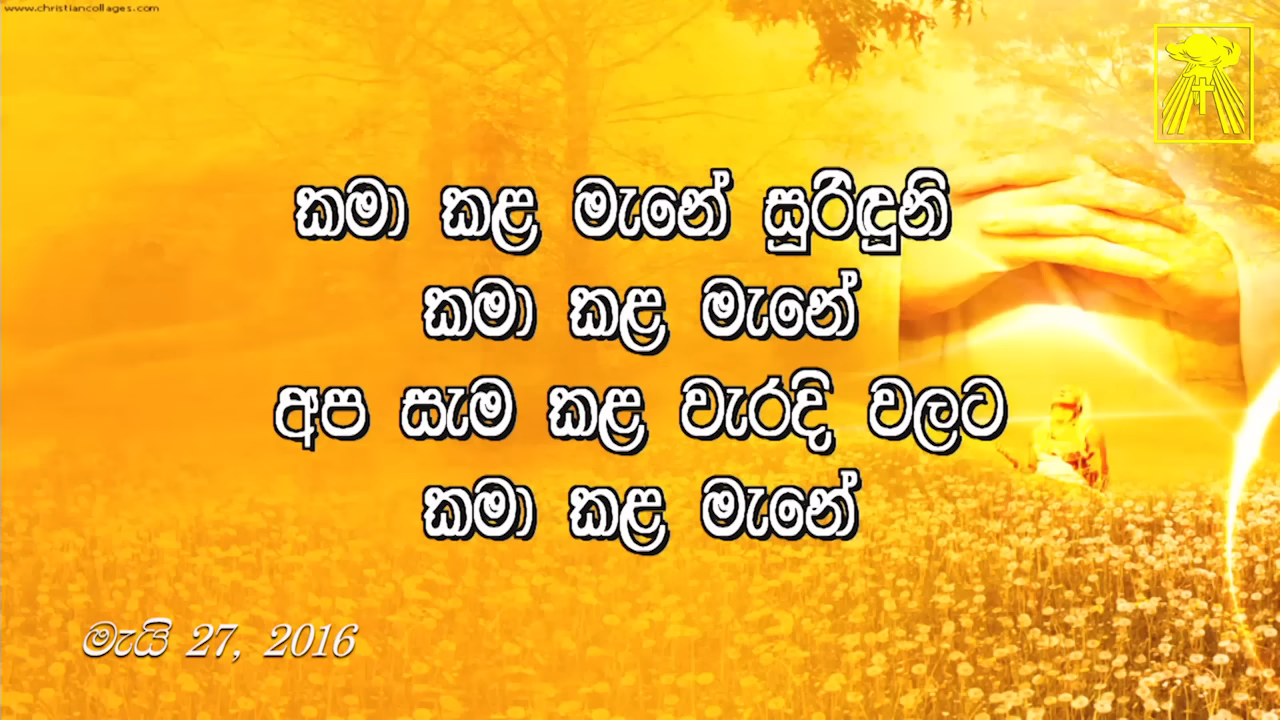 www.christiancollages.com
කමා කළ මැනේ සුරිඳුනි
කමා කළ මැනේ
අප සැම කළ වැරදි වලට
කමා කළ මැනේ
මැයි 27, 2016